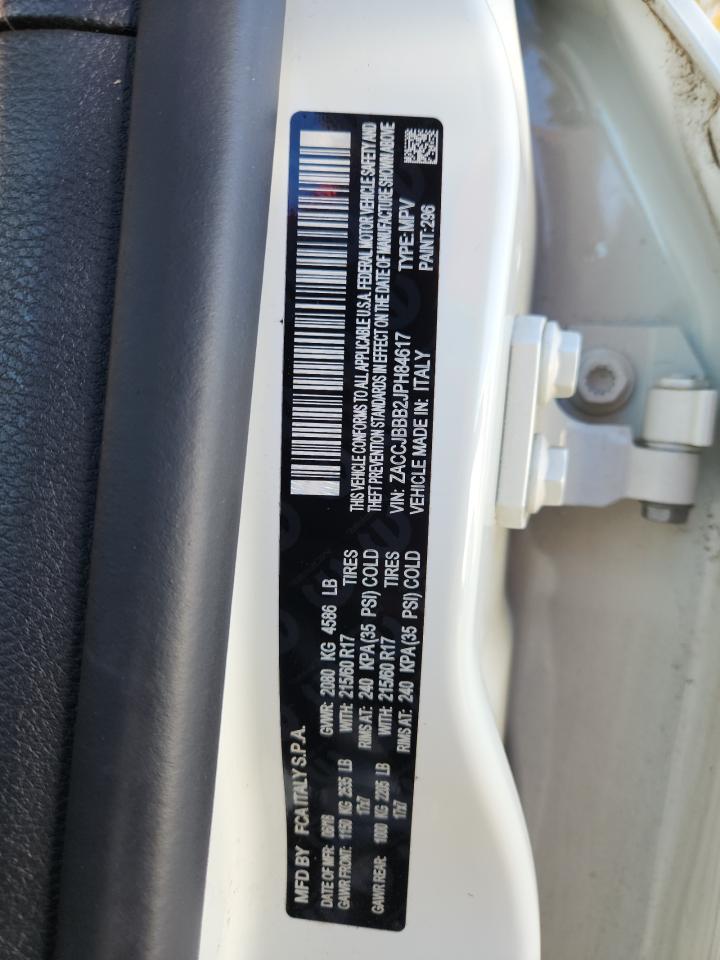 MFD BY FCA ITALY S.P.A.
DATE OF MFR: 06/18 GVWR: 2080 KG 4586 LB
GAWR FRONT: 1150 KG 2535 LB WITH: 215/60 R17 TIRES
17x7 RIMS AT: 240 KPA(35 PSI) COLD
GAWR REAR: 1000 KG 2205 LB WITH: 215/60 R17 TIRES
17x7 RIMS AT: 240 KPA(35 PSI) COLD
THIS VEHICLE CONFORMS TO ALL APPLICABLE U.S.A. FEDERAL MOTOR VEHICLE SAFETY AND
THEFT PREVENTION STANDARDS IN EFFECT ON THE DATE OF MANUFACTURE SHOWN ABOVE
VIN: ZACCJBBB2JPH84617 TYPE:MPV
VEHICLE MADE IN: ITALY PAINT:296